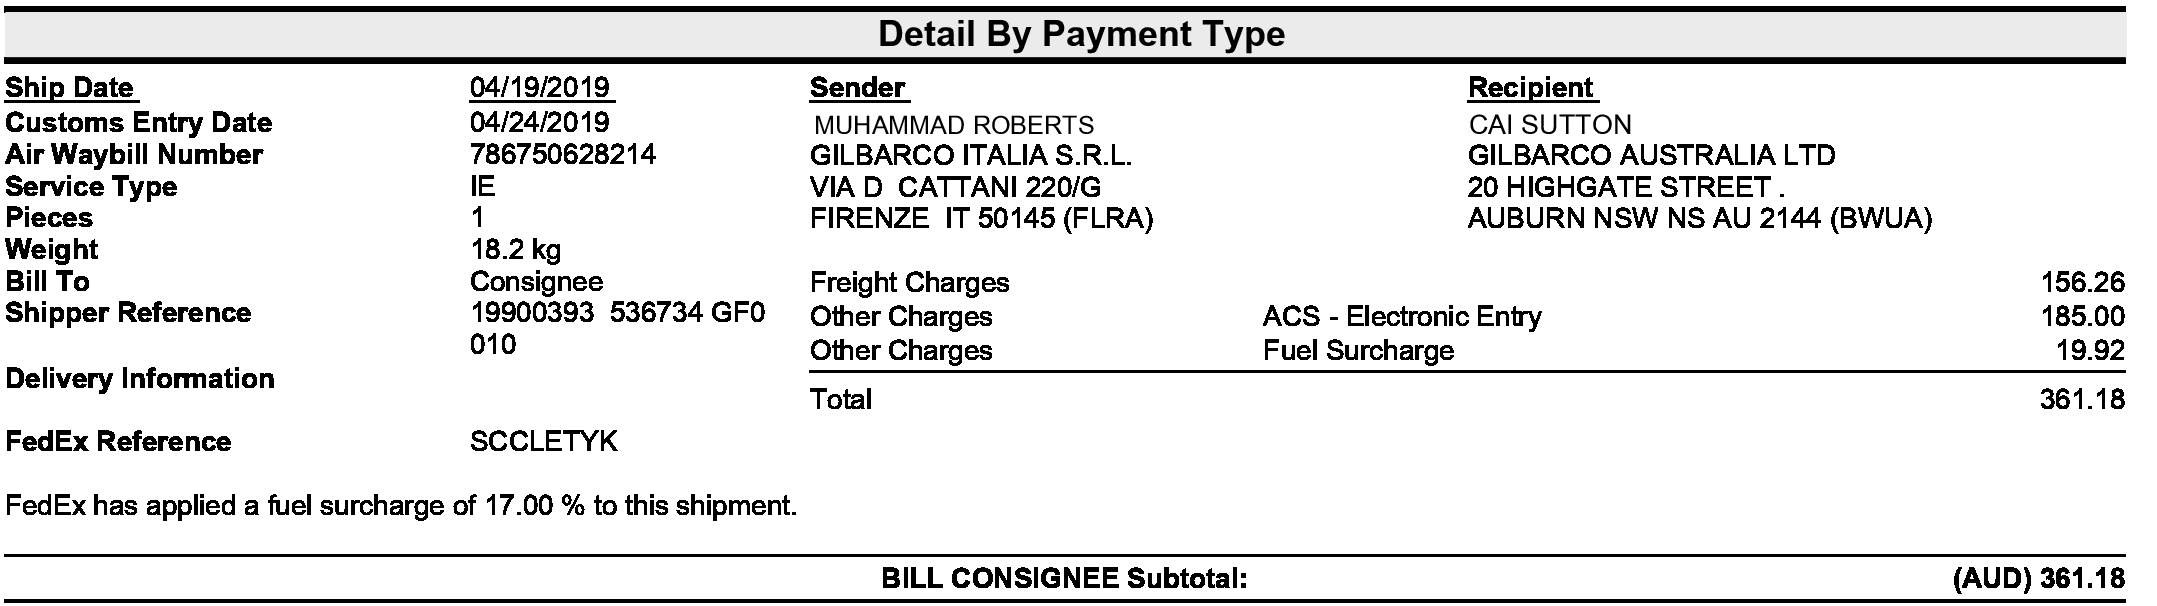 Detail By Payment Type
Ship Date 04/19/2019 Sender Recipient
Customs Entry Date 04/24/2019 MUHAMMAD ROBERTS CAI SUTTON
Air Waybill Number 786750628214 GILBARCO ITALIA S.R.L. GILBARCO AUSTRALIA LTD
Service Type IE VIA D  CATTANI 220/G 20 HIGHGATE STREET .
Pieces 1 FIRENZE  IT 50145 (FLRA) AUBURN NSW NS AU 2144 (BWUA)
Weight 18.2 kg
Bill To Consignee Freight Charges 156.26
Shipper Reference 19900393  536734 GF0 Other Charges ACS - Electronic Entry 185.00
010 Other Charges Fuel Surcharge 19.92
Delivery Information
Total 361.18
FedEx Reference SCCLETYK
FedEx has applied a fuel surcharge of 17.00 % to this shipment.
BILL CONSIGNEE Subtotal: (AUD) 361.18